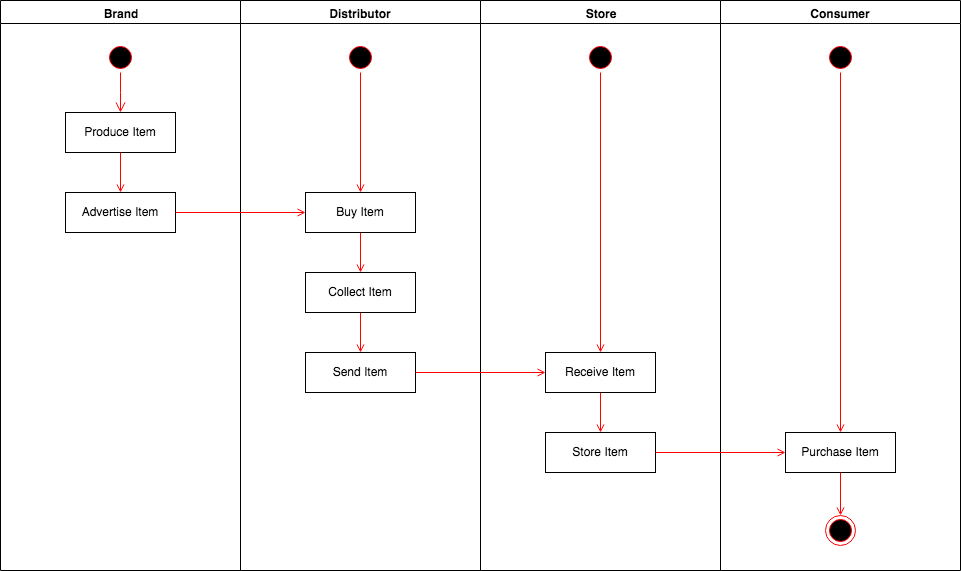 Brand
Distributor
Store
Consumer
Produce Item
Advertise Item
Buy Item
Collect Item
Send Item
Receive Item
Store Item
Purchase Item